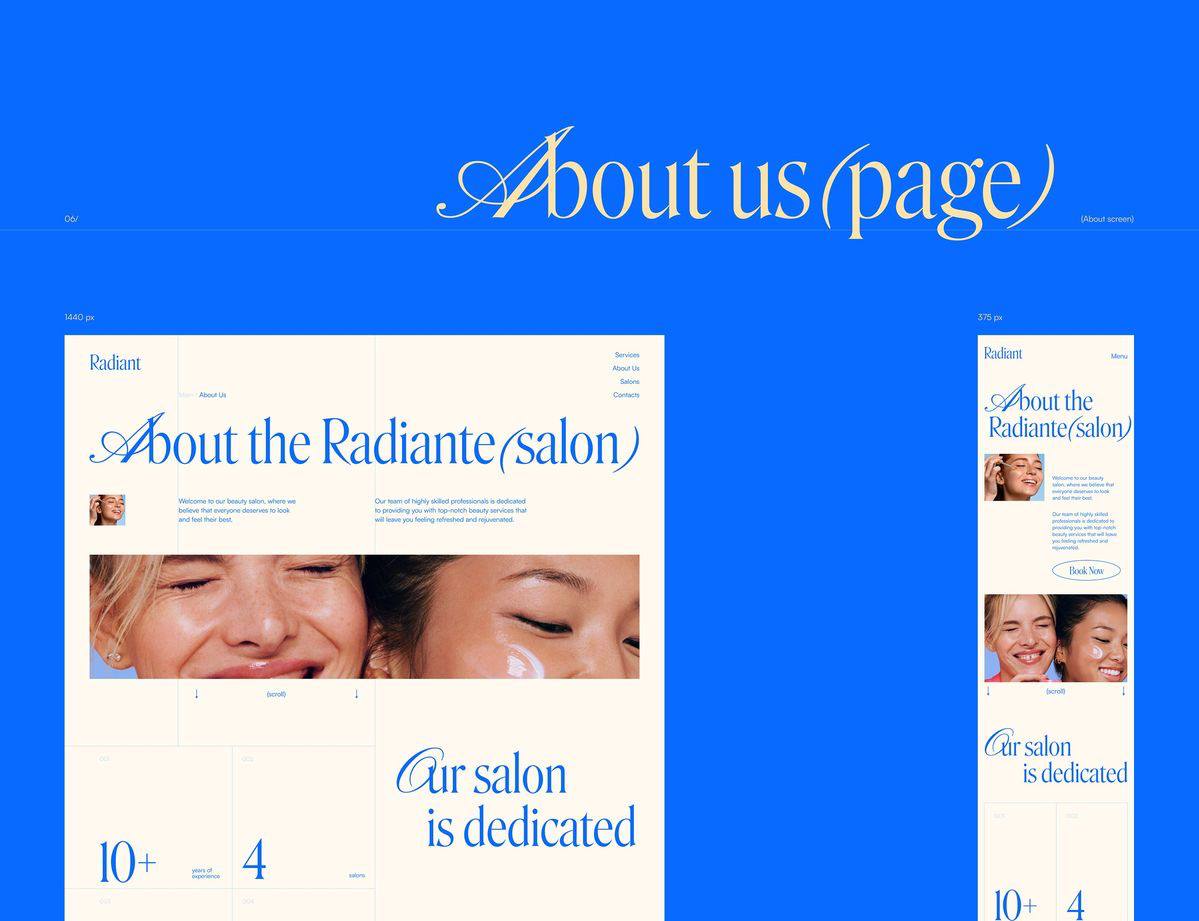 About us (page)
06/
(About screen)
1440 px
375 px
Radiant
Services
About Us
Salons
Contacts
Main
About Us
About the Radiante (salon)
Welcome to our beauty salon, where we
believe that everyone deserves to look
and feel their best.
Our team of highly skilled professionals is dedicated
to providing you with top-notch beauty services that
will leave you feeling refreshed and rejuvenated.
↓ (scroll) ↓
001
002
10+
years of
experience
4
salons
003
004
Our salon
is dedicated
Radiant
Menu
About the
Radiante (salon)
Welcome to our beauty
salon, where we believe that
everyone deserves to look
and feel their best.
Our team of highly skilled
professionals is dedicated to
providing you with top-notch
beauty services that will leave
you feeling refreshed and
rejuvenated.
Book Now
↓ (scroll) ↓
Our salon
is dedicated
001
002
10+
4